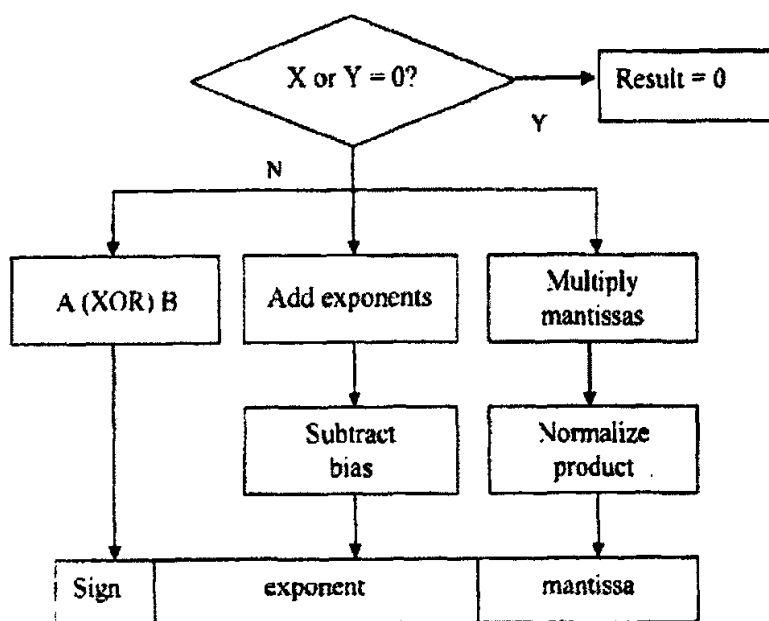 X or Y = 0?
Result = 0
Y
N
A (XOR) B
Add exponents
Multiply
mantissas
Subtract
bias
Normalize
product
Sign
exponent
mantissa